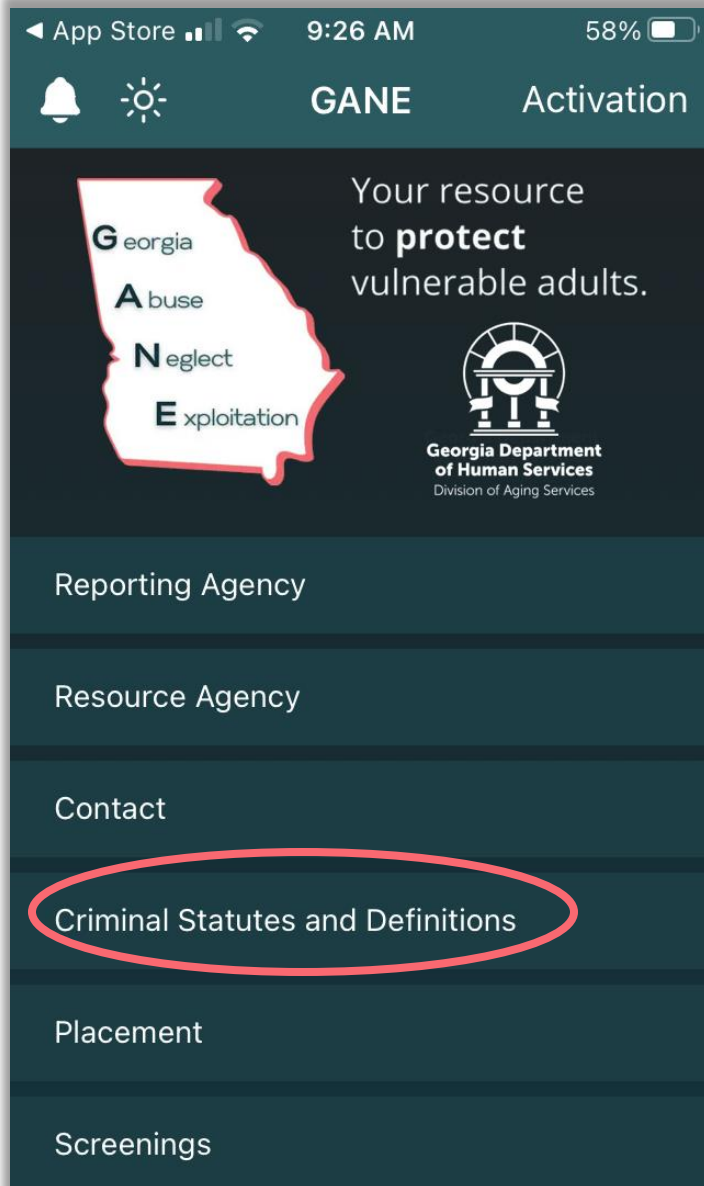 App Store 9:26 AM 58%
GANE Activation
Georgia
Abuse
Neglect
Exploitation
Your resource
to protect
vulnerable adults.
Georgia Department
of Human Services
Division of Aging Services
Reporting Agency
Resource Agency
Contact
Criminal Statutes and Definitions
Placement
Screenings